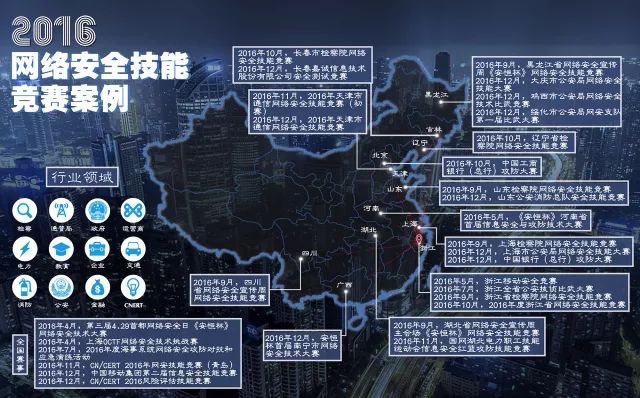 2016
网络安全技能
竞赛案例
2016年10月，长春市检察院网络
安全技能竞赛
2016年12月，长春嘉诚信息技术
股份有限公司安全测试竞赛
2016年11月，2016年天津市
通信网络安全技能竞赛（初
赛）
2016年12月，2016年天津市
通信网络安全技能竞赛
2016年9月，黑龙江省网络安全宣传
周《安恒杯》网络安全技能竞赛
2016年12月，大庆市公安局网络安全
技能大赛
2016年12月，鸡西市公安局网络安全
技术比武竞赛
2016年12月，绥化市公安局网安支队
第一届比武大赛
黑龙江
吉林
2016年10月，辽宁省检
察院网络安全技能竞赛
辽宁
北京
天津
2016年10月，中国工商
银行（总行）攻防大赛
山东
2016年9月，山东检察院网络安全技能竞赛
2016年12月，山东公安消防总队安全技能竞赛
行业领域
检察
通管局
政府
运营商
电力
教育
企业
交通
消防
公安
金融
CNERT
河南
2016年5月，《安恒杯》河南省
首届信息安全与攻防技术大赛
上海
湖北
浙江
2016年9月，上海检察院网络安全技能竞赛
2016年12月，上海市公安局网络安全技能大赛
2016年12月，中国银行（总行）攻防大赛
四川
2016年9月，四川
省网络安全宣传周
网络安全技能竞赛
广西
2016年5月，浙江移动安全竞赛
2016年7月，浙江省公安技侦比武大赛
2016年9月，浙江省检察院网络安全技能竞赛
2016年10月，2016年度浙江省网络安全技能竞赛
2016年12月，安恒杯
首届南宁市网络安全
技术大赛
2016年9月，湖北省网络安全宣传周
主会场《安恒杯》网络安全技能竞赛
2016年11月，国网湖北电力职工技能
运动会信息安全红蓝攻防技能竞赛
全国赛事
2016年4月，第三届4.29首都网络安全日《安恒杯》
网络安全技术大赛
2016年4月，上海0CTF网络安全技术挑战赛
2016年7月，2016年度海事系统网络安全攻防对抗和
应急演练活动
2016年11月，CN/CERT 2016年网安技能竞赛（青岛）
2016年12月，中国移动集团第二届信息安全技能竞赛
2016年12月，CN/CERT 2016风险评估技能竞赛